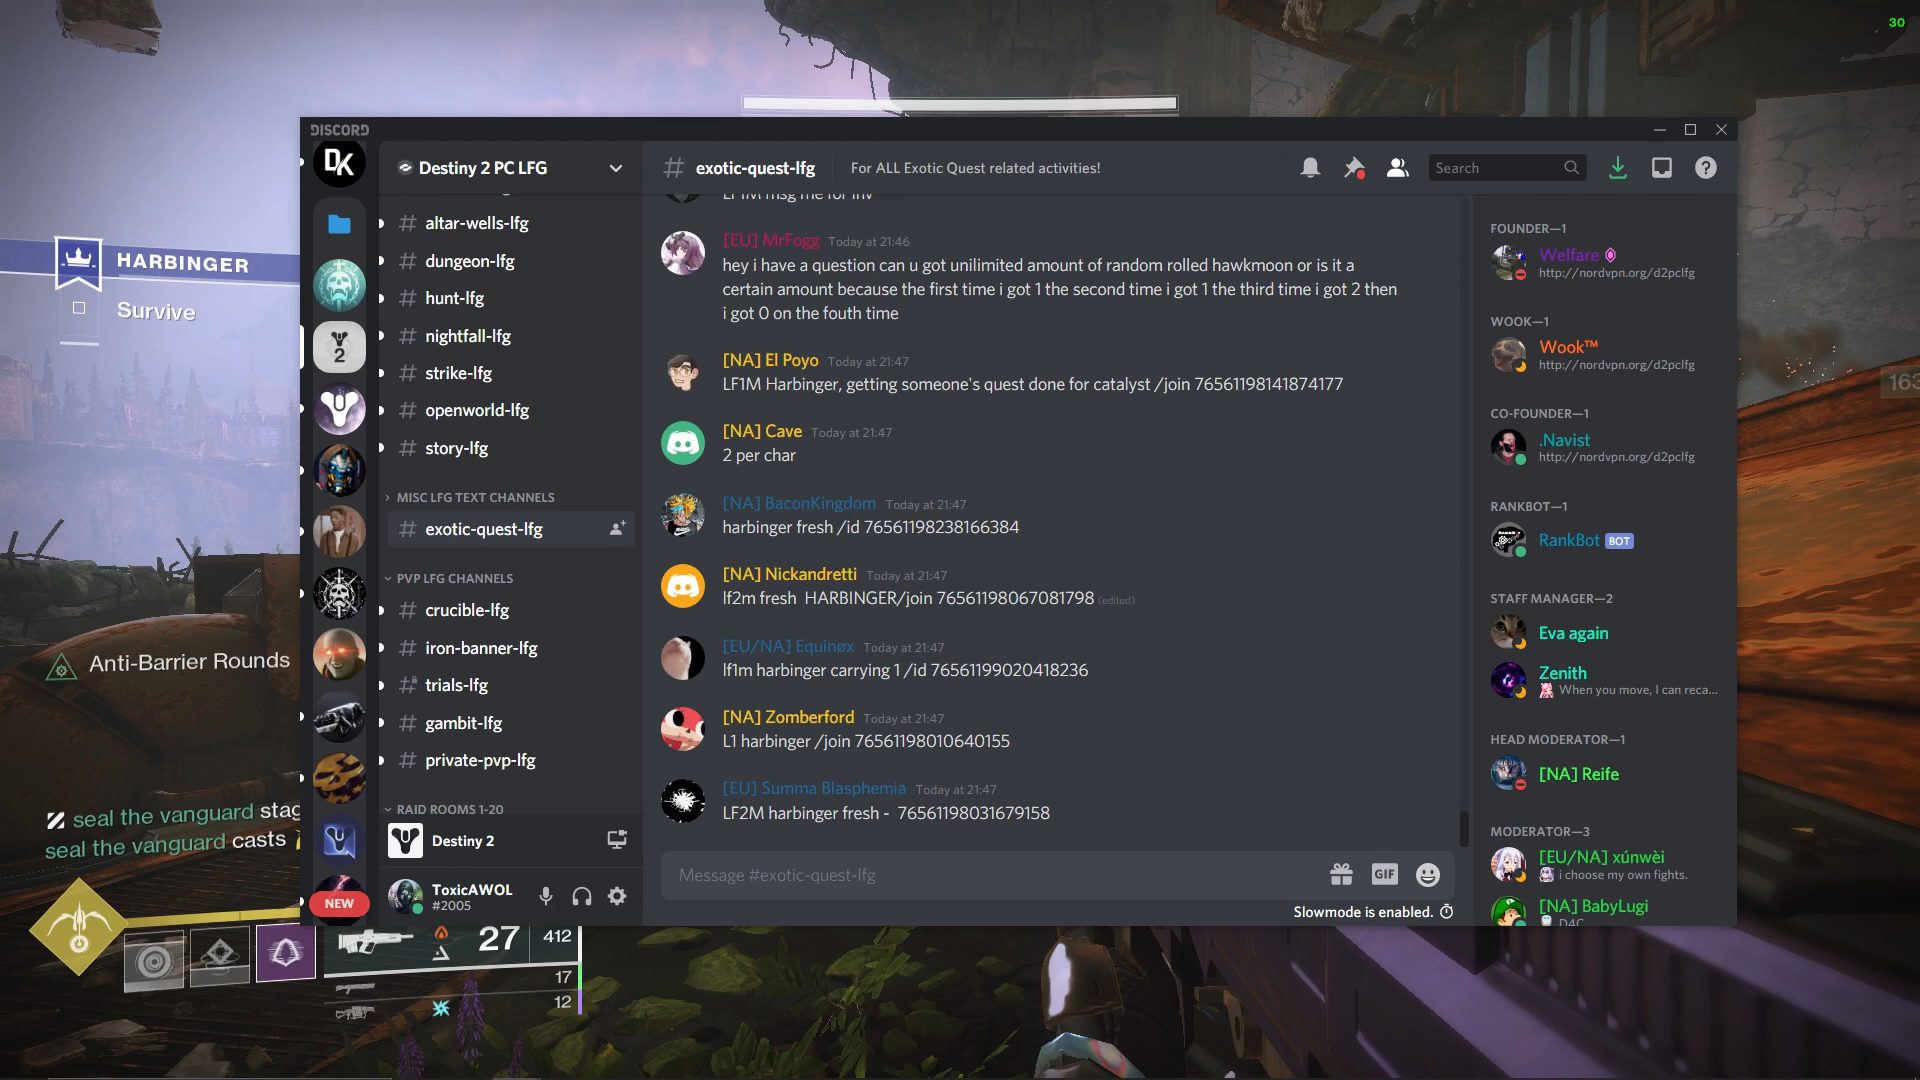 30
DISCORD
DK
Destiny 2 PC LFG
exotic-quest-lfg
For ALL Exotic Quest related activities!
Search
altar-wells-lfg
dungeon-lfg
hunt-lfg
nightfall-lfg
strike-lfg
openworld-lfg
story-lfg
MISC LFG TEXT CHANNELS
exotic-quest-lfg
PVP LFG CHANNELS
crucible-lfg
iron-banner-lfg
trials-lfg
gambit-lfg
private-pvp-lfg
RAID ROOMS 1-20
Destiny 2
ToxicAWOL
#2005
NEW
2
LF1M msg me for inv
[EU] MrFogg Today at 21:46
hey i have a question can u got unilimited amount of random rolled hawkmoon or is it a
certain amount because the first time i got 1 the second time i got 1 the third time i got 2 then
i got 0 on the fouth time
[NA] El Poyo Today at 21:47
LF1M Harbinger, getting someone's quest done for catalyst /join 76561198141874177
[NA] Cave Today at 21:47
2 per char
[NA] BaconKingdom Today at 21:47
harbinger fresh /id 76561198238166384
[NA] Nickandretti Today at 21:47
lf2m fresh HARBINGER/join 76561198067081798 (edited)
[EU/NA] Equinøx Today at 21:47
lf1m harbinger carrying 1 /id 76561199020418236
[NA] Zomberford Today at 21:47
L1 harbinger /join 76561198010640155
[EU] Summa Blasphemia Today at 21:47
LF2M harbinger fresh - 76561198031679158
Message #exotic-quest-lfg
GIF
Slowmode is enabled.
FOUNDER—1
Welfare
http://nordvpn.org/d2pclfg
WOOK—1
Wook™
http://nordvpn.org/d2pclfg
CO-FOUNDER—1
.Navist
http://nordvpn.org/d2pclfg
RANKBOT—1
RankBot BOT
STAFF MANAGER—2
Eva again
Zenith
When you move, I can reca...
HEAD MODERATOR—1
[NA] Reife
MODERATOR—3
[EU/NA] xúnwèi
i choose my own fights.
[NA] BabyLugi
D4C
HARBINGER
Survive
Anti-Barrier Rounds
seal the vanguard stag
seal the vanguard casts
27
412
17
12
163